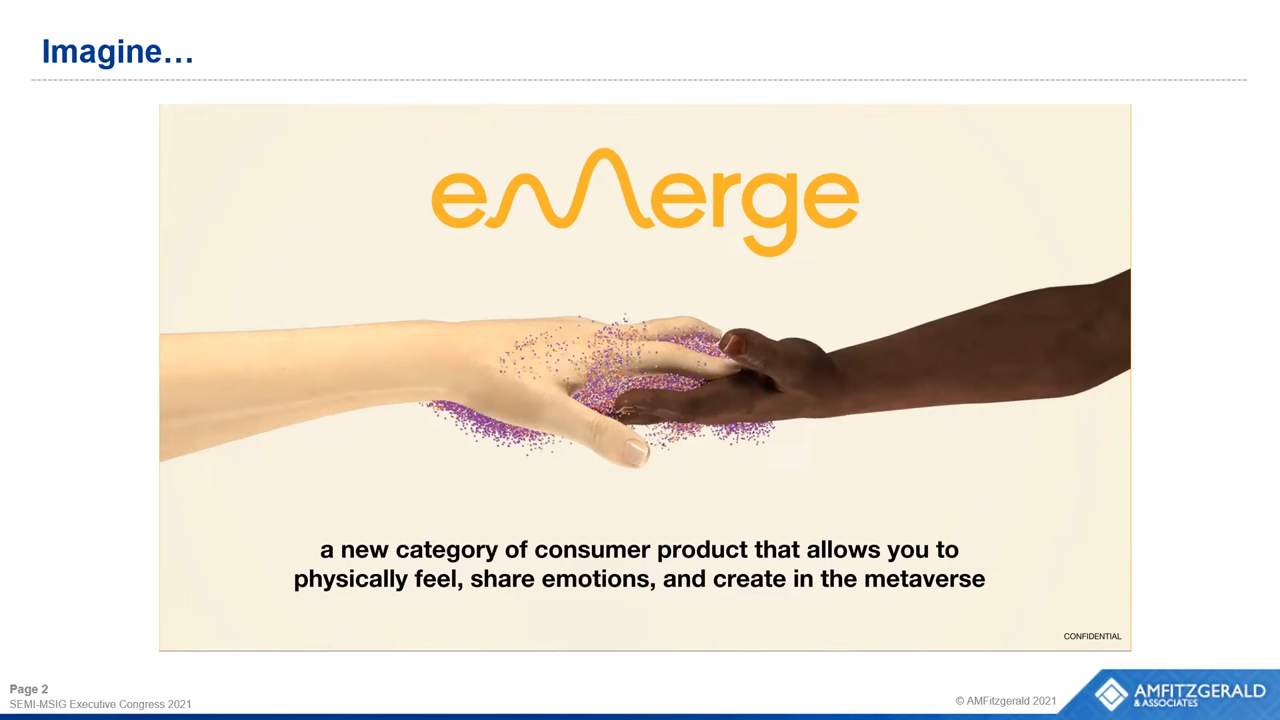 Imagine…
emerge
a new category of consumer product that allows you to
physically feel, share emotions, and create in the metaverse
CONFIDENTIAL
Page 2
SEMI-MSIG Executive Congress 2021
© AMFitzgerald 2021
AMFITZGERALD
& ASSOCIATES